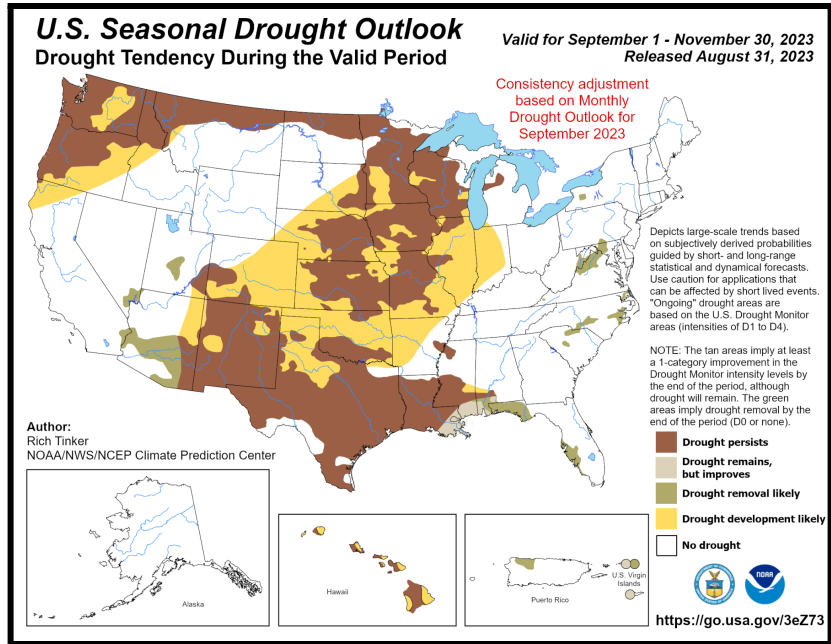 U.S. Seasonal Drought Outlook
Drought Tendency During the Valid Period
Valid for September 1 - November 30, 2023
Released August 31, 2023
Consistency adjustment
based on Monthly
Drought Outlook for
September 2023
Depicts large-scale trends based
on subjectively derived probabilities
guided by short- and long-range
statistical and dynamical forecasts.
Use caution for applications that
can be affected by short lived events.
"Ongoing" drought areas are
based on the U.S. Drought Monitor
areas (intensities of D1 to D4).
NOTE: The tan areas imply at least
a 1-category improvement in the
Drought Monitor intensity levels by
the end of the period, although
drought will remain. The green
areas imply drought removal by the
end of the period (D0 or none).
Author:
Rich Tinker
NOAA/NWS/NCEP Climate Prediction Center
Drought persists
Drought remains,
but improves
Drought removal likely
Drought development likely
No drought
Alaska
Hawaii
Puerto Rico
U.S. Virgin
Islands
NOAA
https://go.usa.gov/3eZ73